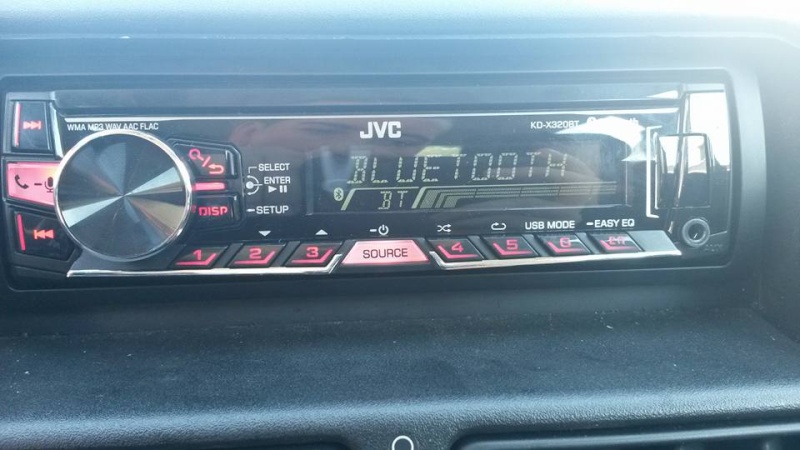 WMA MP3 WAV AAC FLAC
JVC
KD-X320BT
SELECT
ENTER
DISP
SETUP
BLUETOOTH
BT
USB MODE
EASY EQ
1
2
3
SOURCE
4
5
6